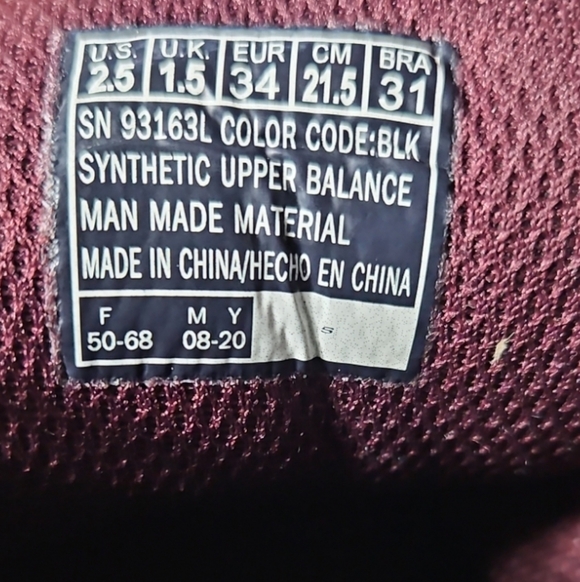 U.S. U.K. EUR CM BRA
2.5 1.5 34 21.5 31
SN 93163L COLOR CODE:BLK
SYNTHETIC UPPER BALANCE
MAN MADE MATERIAL
MADE IN CHINA/HECHO EN CHINA
F M Y
50-68 08-20
S